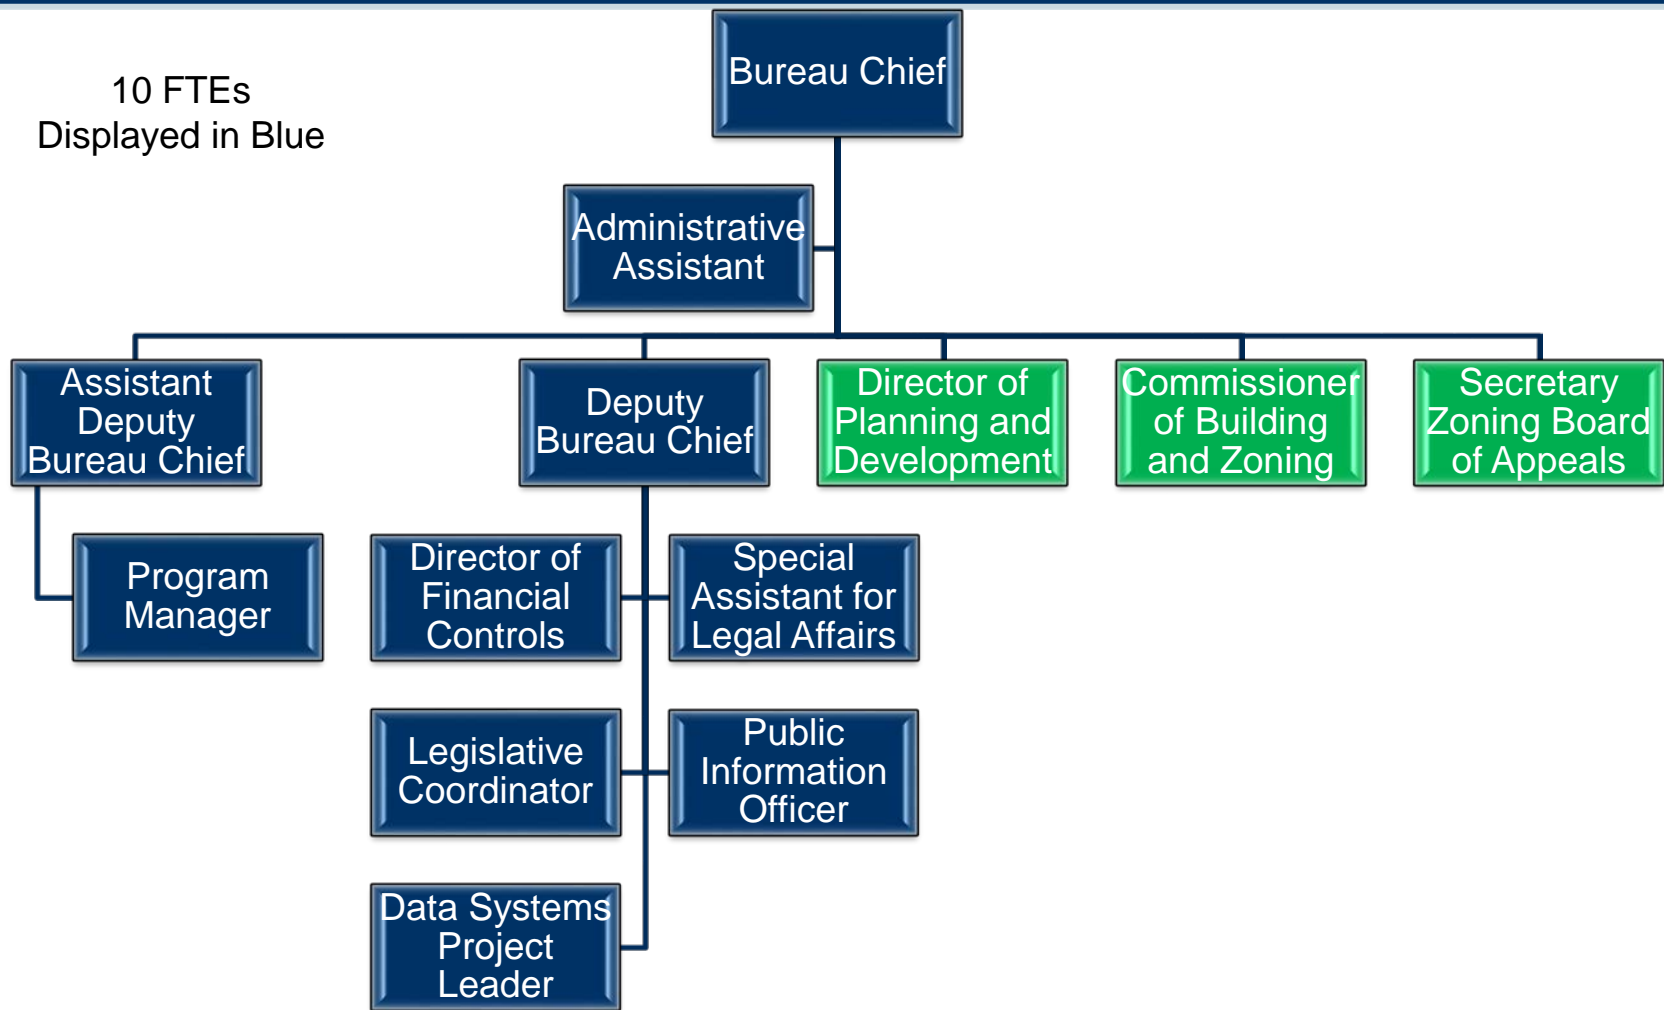 10 FTEs
Displayed in Blue
Bureau Chief
Administrative
Assistant
Assistant
Deputy
Bureau Chief
Deputy
Bureau Chief
Director of
Planning and
Development
Commissioner
of Building
and Zoning
Secretary
Zoning Board
of Appeals
Program
Manager
Director of
Financial
Controls
Special
Assistant for
Legal Affairs
Legislative
Coordinator
Public
Information
Officer
Data Systems
Project
Leader